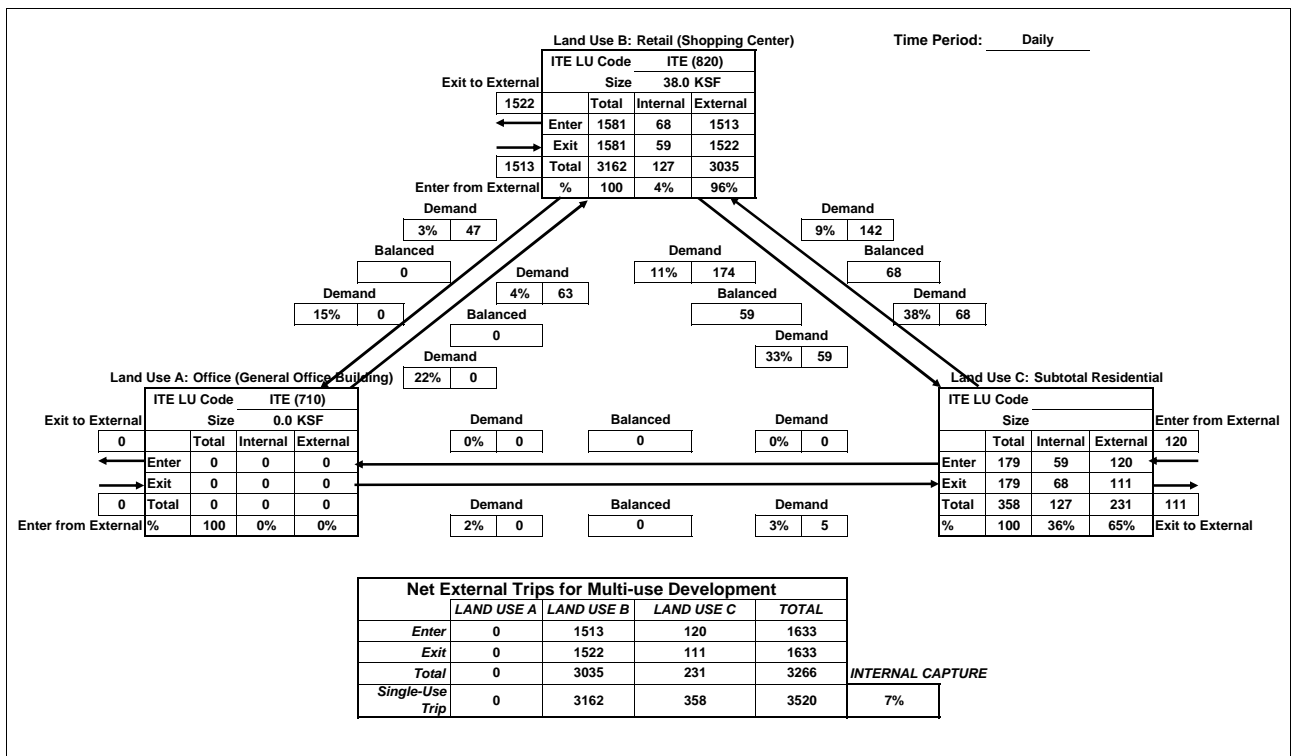 Land Use B: Retail (Shopping Center) Time Period: Daily
ITE LU Code ITE (820)
Exit to External Size 38.0 KSF
1522 Total Internal External
Enter 1581 68 1513
Exit 1581 59 1522
1513 Total 3162 127 3035
Enter from External % 100 4% 96%
Demand Demand
3% 47 9% 142
Balanced Demand Balanced
0 Demand 11% 174 68
Demand 4% 63 Balanced Demand
15% 0 Balanced 59 38% 68
0 Demand
Demand 33% 59
Land Use A: Office (General Office Building) 22% 0 Land Use C: Subtotal Residential
ITE LU Code ITE (710) ITE LU Code
Exit to External Size 0.0 KSF Demand Balanced Demand Size Enter from External
0 Total Internal External 0% 0 0 0% 0 Total Internal External 120
Enter 0 0 0 Enter 179 59 120
Exit 0 0 0 Exit 179 68 111
0 Total 0 0 0 Demand Balanced Demand Total 358 127 231 111
Enter from External % 100 0% 0% 2% 0 0 3% 5 % 100 36% 65% Exit to External
Net External Trips for Multi-use Development
LAND USE A LAND USE B LAND USE C TOTAL
Enter 0 1513 120 1633
Exit 0 1522 111 1633
Total 0 3035 231 3266 INTERNAL CAPTURE
Single-Use
Trip 0 3162 358 3520 7%